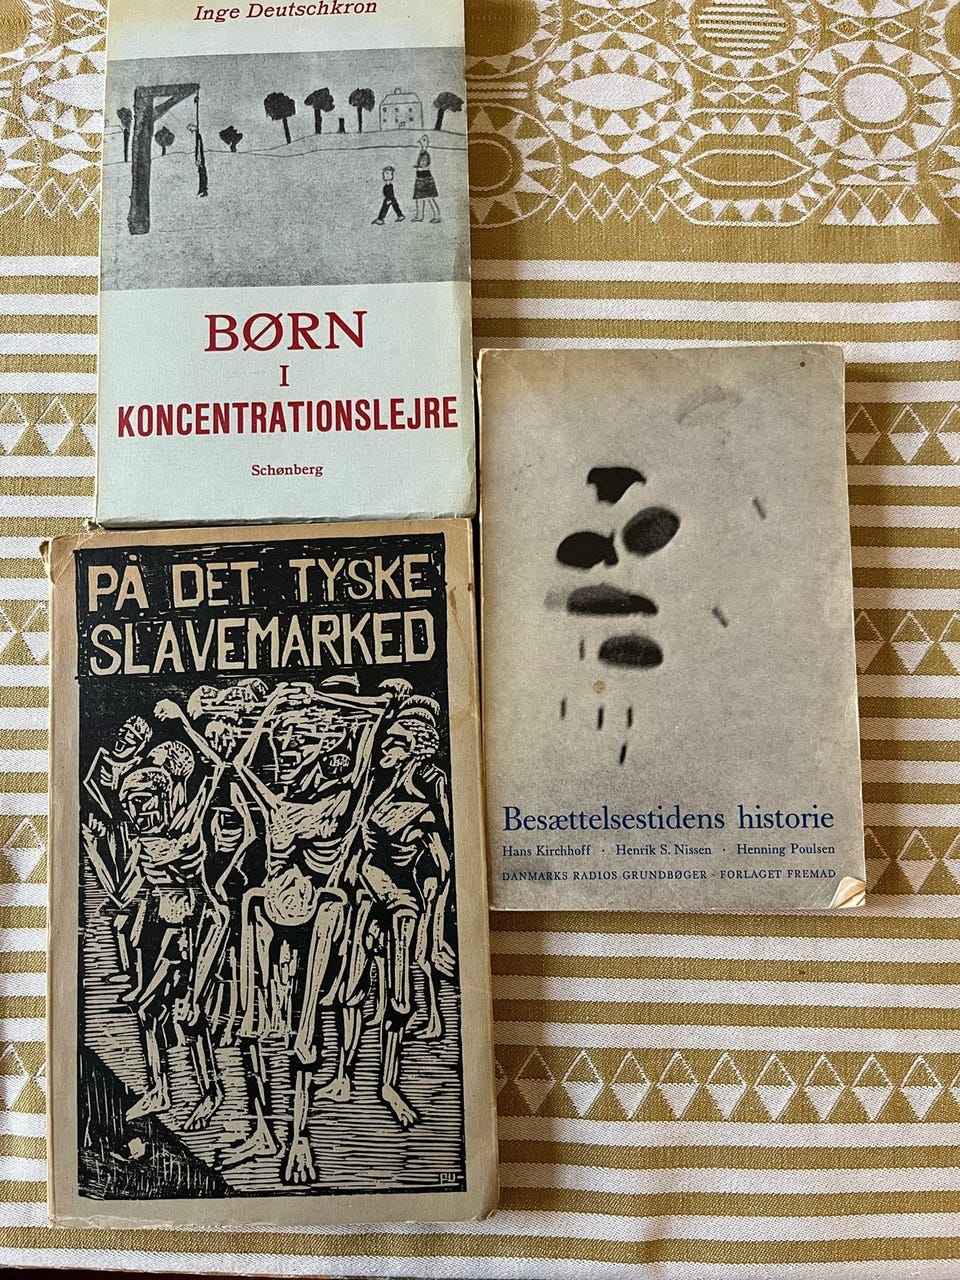 Inge Deutschkron
BØRN
I
KONCENTRATIONSLEJRE
Schønberg
PÅ DET TYSKE
SLAVEMARKED
Besættelsestidens historie
Hans Kirchhoff · Henrik S. Nissen · Henning Poulsen
DANMARKS RADIOS GRUNDBØGER · FORLAGET FREMAD